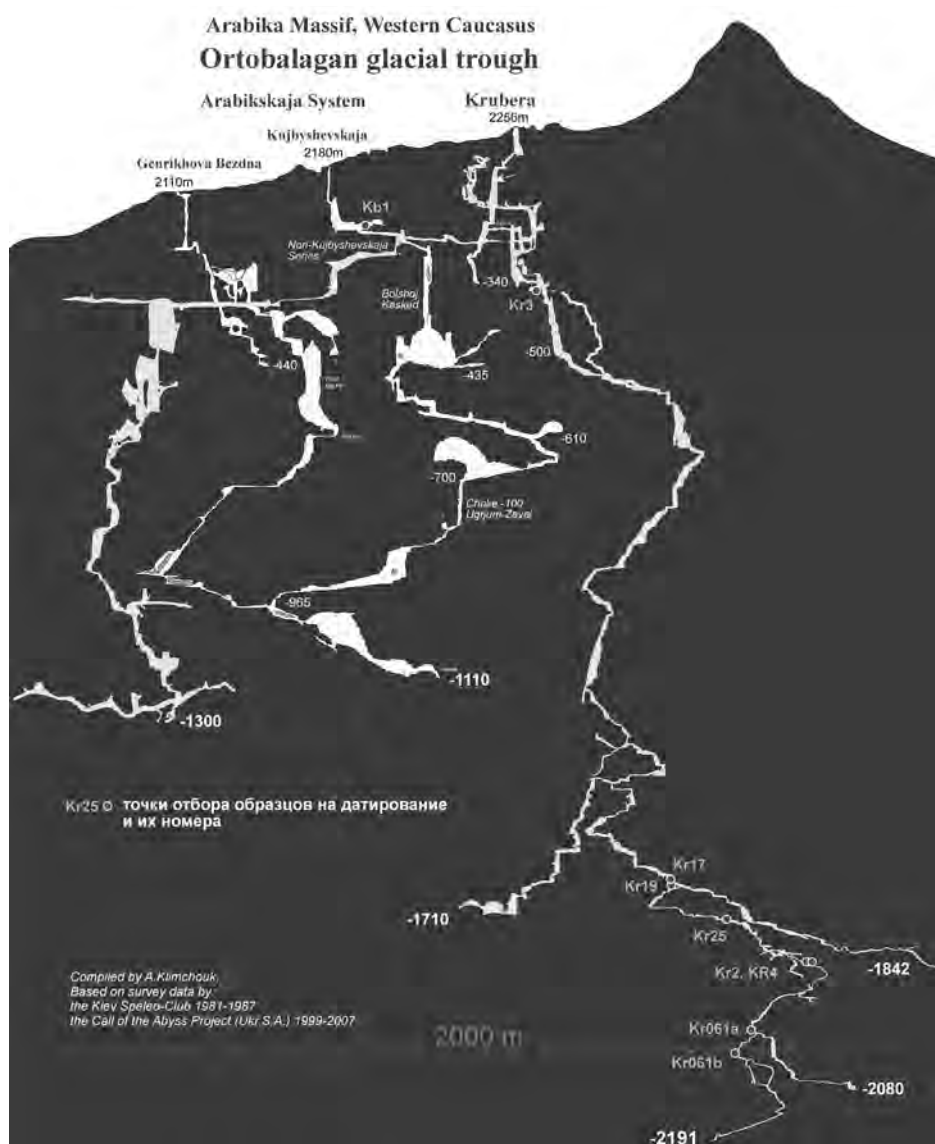 Arabika Massif, Western Caucasus
Ortobalagan glacial trough
Arabikskaja System
Krubera
2256m
Kujbyshevskaja
2180m
Genrikhova Bezdna
2110m
Kb1
Non-Kujbyshevskaja
Series
Bolshoj
Kaskad
-340
Kr3
-500
-440
-435
-610
-700
Choke -100
Ugrjum-Zaval
-965
-1110
-1300
Kr25 Ø точки отбора образцов на датирование
и их номера
Kr17
Kr19
-1710
Kr25
Kr2, KR4
-1842
Compiled by A.Klimchouk
Based on survey data by:
the Kiev Speleo-Club 1981-1987
the Call of the Abyss Project (Ukr.S.A.) 1999-2007
2000 m
Kr061a
Kr061b
-2080
-2191